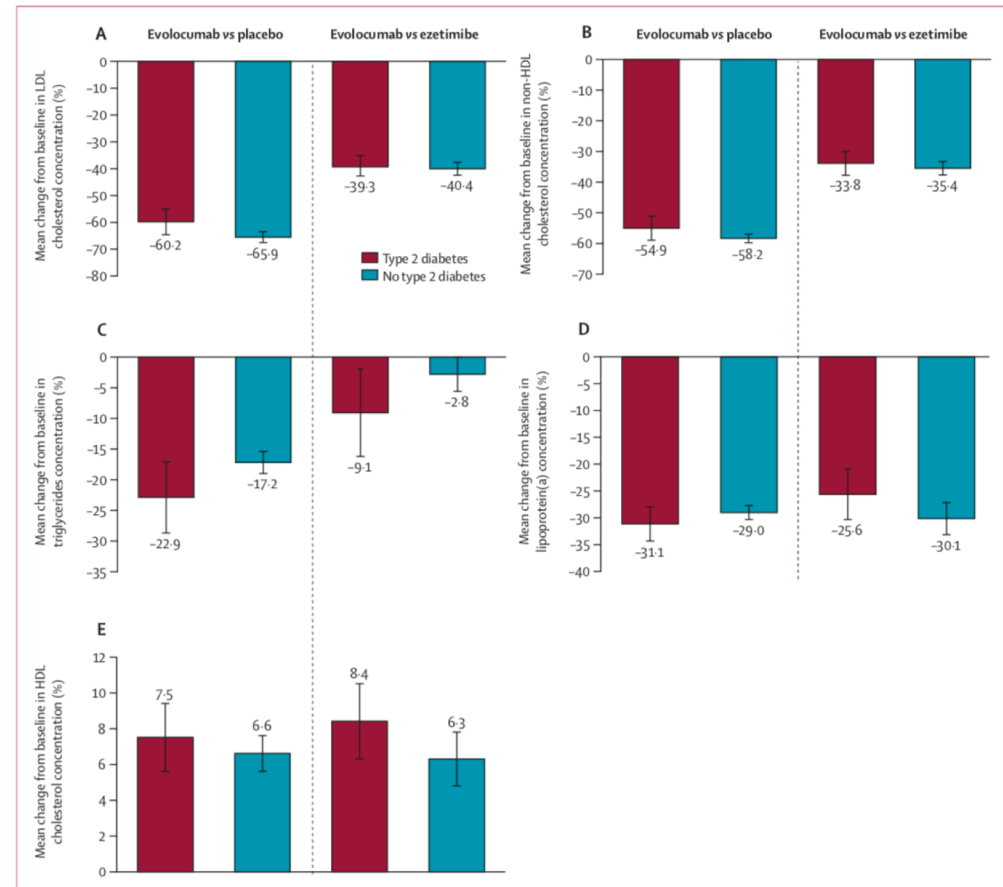 A
Evolocumab vs placebo
Evolocumab vs ezetimibe
Mean change from baseline in LDL
cholesterol concentration (%)
0
–10
–20
–30
–40
–50
–60
–70
–80
–60·2
–65·9
–39·3
–40·4
Type 2 diabetes
No type 2 diabetes
B
Evolocumab vs placebo
Evolocumab vs ezetimibe
Mean change from baseline in non-HDL
cholesterol concentration (%)
0
–10
–20
–30
–40
–50
–60
–70
–54·9
–58·2
–33·8
–35·4
C
Mean change from baseline in
triglycerides concentration (%)
0
–5
–10
–15
–20
–25
–30
–35
–22·9
–17·2
–9·1
–2·8
D
Mean change from baseline in
lipoprotein(a) concentration (%)
0
–5
–10
–15
–20
–25
–30
–35
–40
–31·1
–29·0
–25·6
–30·1
E
Mean change from baseline in HDL
cholesterol concentration (%)
12
10
8
6
4
2
0
7·5
6·6
8·4
6·3